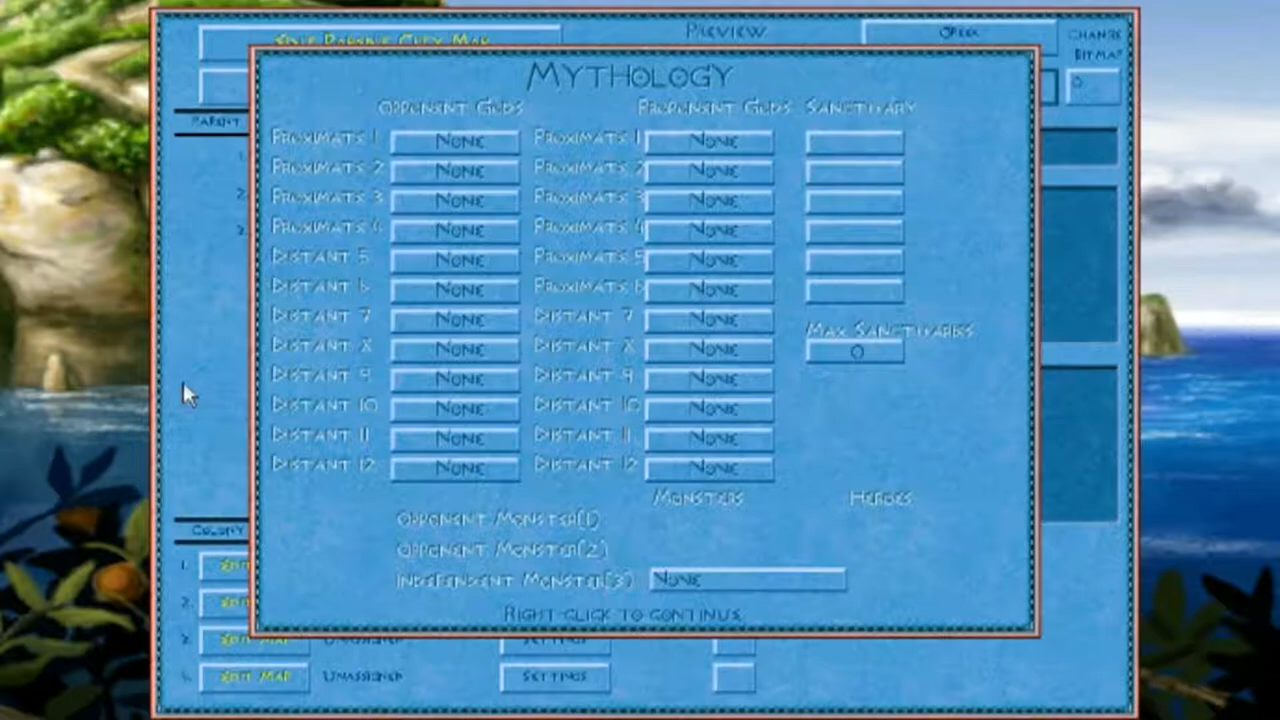 Edit Parent City Map
Preview
Greek
Change
Bitmap
0
Mythology
Opponent Gods Proponent Gods Sanctuary
Parent
Proximate 1 None Proximate 1 None
Proximate 2 None Proximate 2 None
Proximate 3 None Proximate 3 None
Proximate 4 None Proximate 4 None
Distant 5 None Proximate 5 None
Distant 6 None Proximate 6 None
Distant 7 None Distant 7 None
Max Sanctuaries
Distant 8 None Distant 8 None 0
Distant 9 None Distant 9 None
Distant 10 None Distant 10 None
Distant 11 None Distant 11 None
Distant 12 None Distant 12 None
Monsters Heroes
Opponent Monster(1)
Colony
Opponent Monster(2)
Independent Monster(3) None
Right-click to continue.
Edit Map Unassigned Settings
4. Edit Map Unassigned Settings